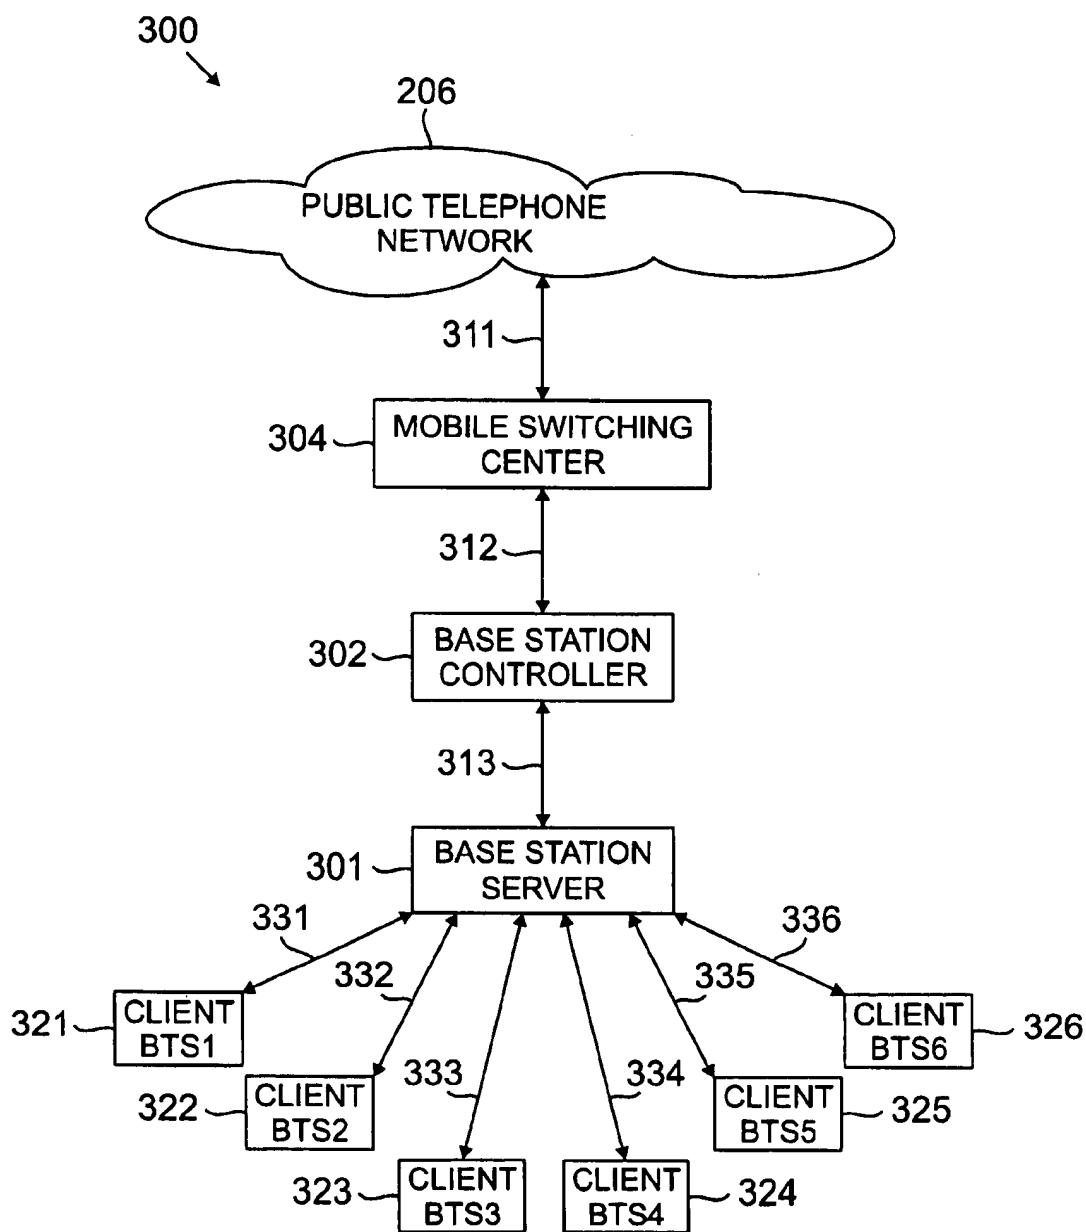 300
206
PUBLIC TELEPHONE
NETWORK
311
304
MOBILE SWITCHING
CENTER
312
302
BASE STATION
CONTROLLER
313
301
BASE STATION
SERVER
331
332
333
334
335
336
321
CLIENT
BTS1
322
CLIENT
BTS2
323
CLIENT
BTS3
CLIENT
BTS4
324
CLIENT
BTS5
325
CLIENT
BTS6
326